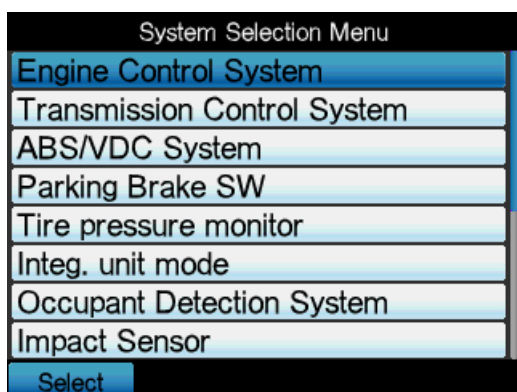 System Selection Menu
Engine Control System
Transmission Control System
ABS/VDC System
Parking Brake SW
Tire pressure monitor
Integ. unit mode
Occupant Detection System
Impact Sensor
Select